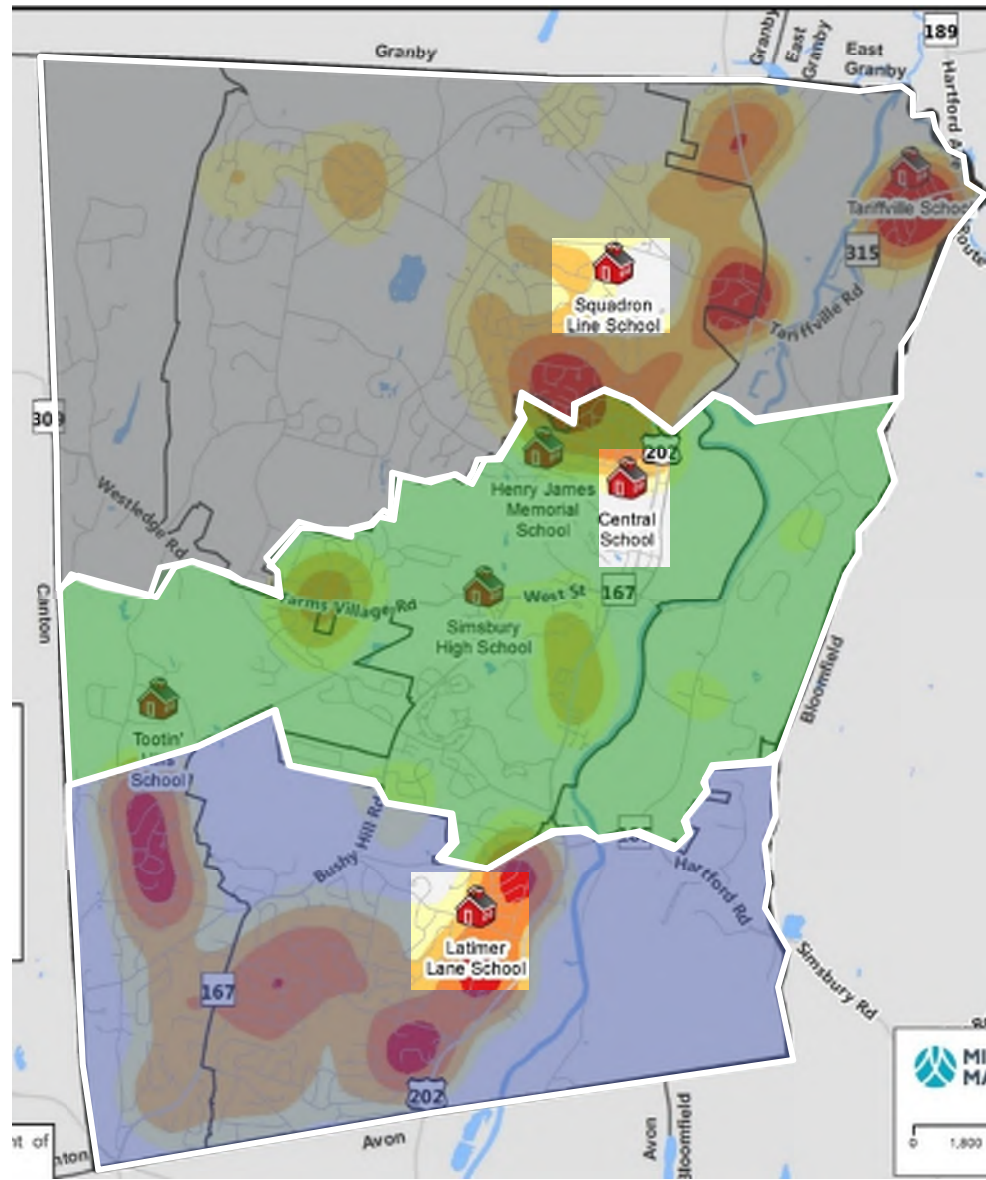 Granby
Granby
East
Granby
East
Granby
189
Tariffville School
315
Tariffville Rd
Squadron
Line School
309
Westledge Rd
Henry James
Memorial
School
202
Central
School
Canton
Farms Village Rd
West St
167
Simsbury
High School
Bloomfield
Tootin'
School
Bushy Hill Rd
Hartford Rd
Latimer
Lane School
167
Simsbury Rd
202
Avon
Avon
Bloomfield
0
1,800